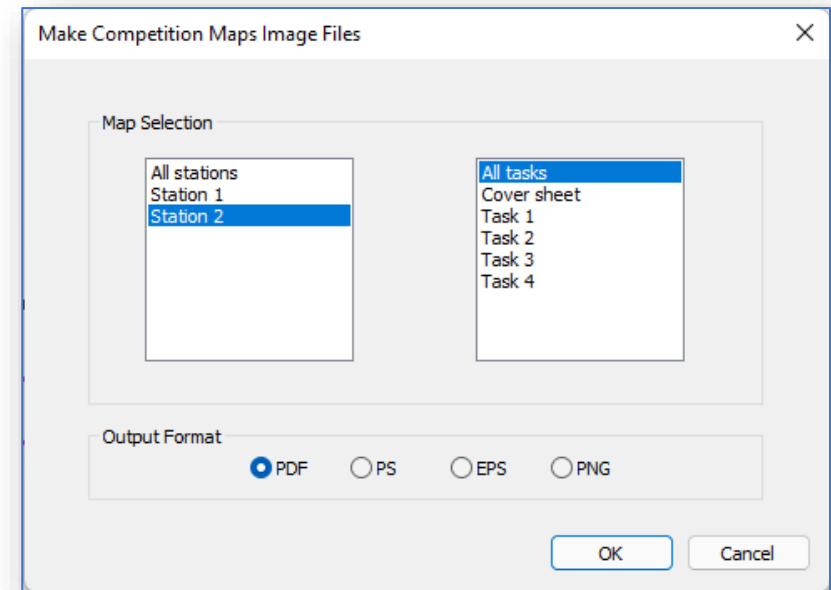 Make Competition Maps Image Files
Map Selection
All stations
Station 1
Station 2
All tasks
Cover sheet
Task 1
Task 2
Task 3
Task 4
Output Format
PDF
PS
EPS
PNG
OK
Cancel